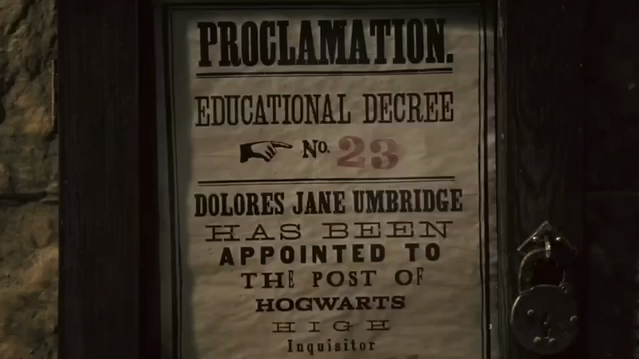 PROCLAMATION.
EDUCATIONAL DECREE
No. 23
DOLORES JANE UMBRIDGE
HAS BEEN
APPOINTED TO
THE POST OF
HOGWARTS
HIGH
Inquisitor